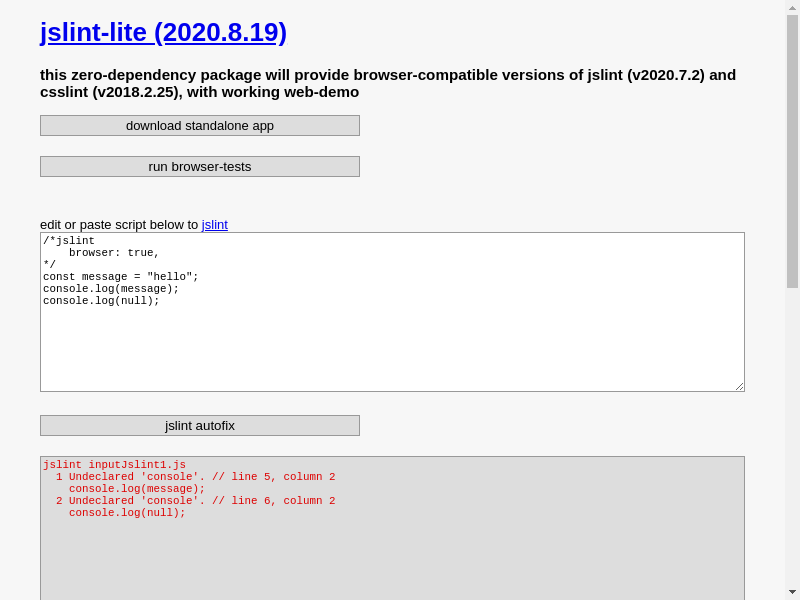 jslint-lite (2020.8.19)
this zero-dependency package will provide browser-compatible versions of jslint (v2020.7.2) and
csslint (v2018.2.25), with working web-demo
download standalone app
run browser-tests
edit or paste script below to jslint
/*jslint
    browser: true,
*/
const message = "hello";
console.log(message);
console.log(null);
jslint autofix
jslint inputJslint1.js
  1 Undeclared 'console'. // line 5, column 2
    console.log(message);
  2 Undeclared 'console'. // line 6, column 2
    console.log(null);